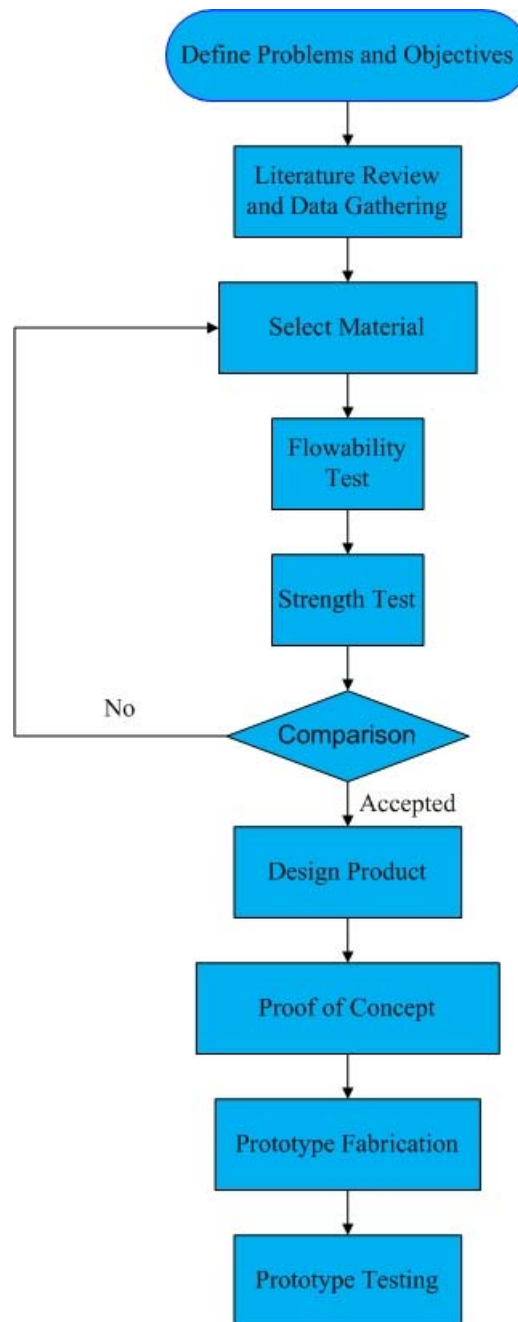 Define Problems and Objectives
Literature Review
and Data Gathering
Select Material
Flowability
Test
Strength Test
Comparison
No
Accepted
Design Product
Proof of Concept
Prototype Fabrication
Prototype Testing